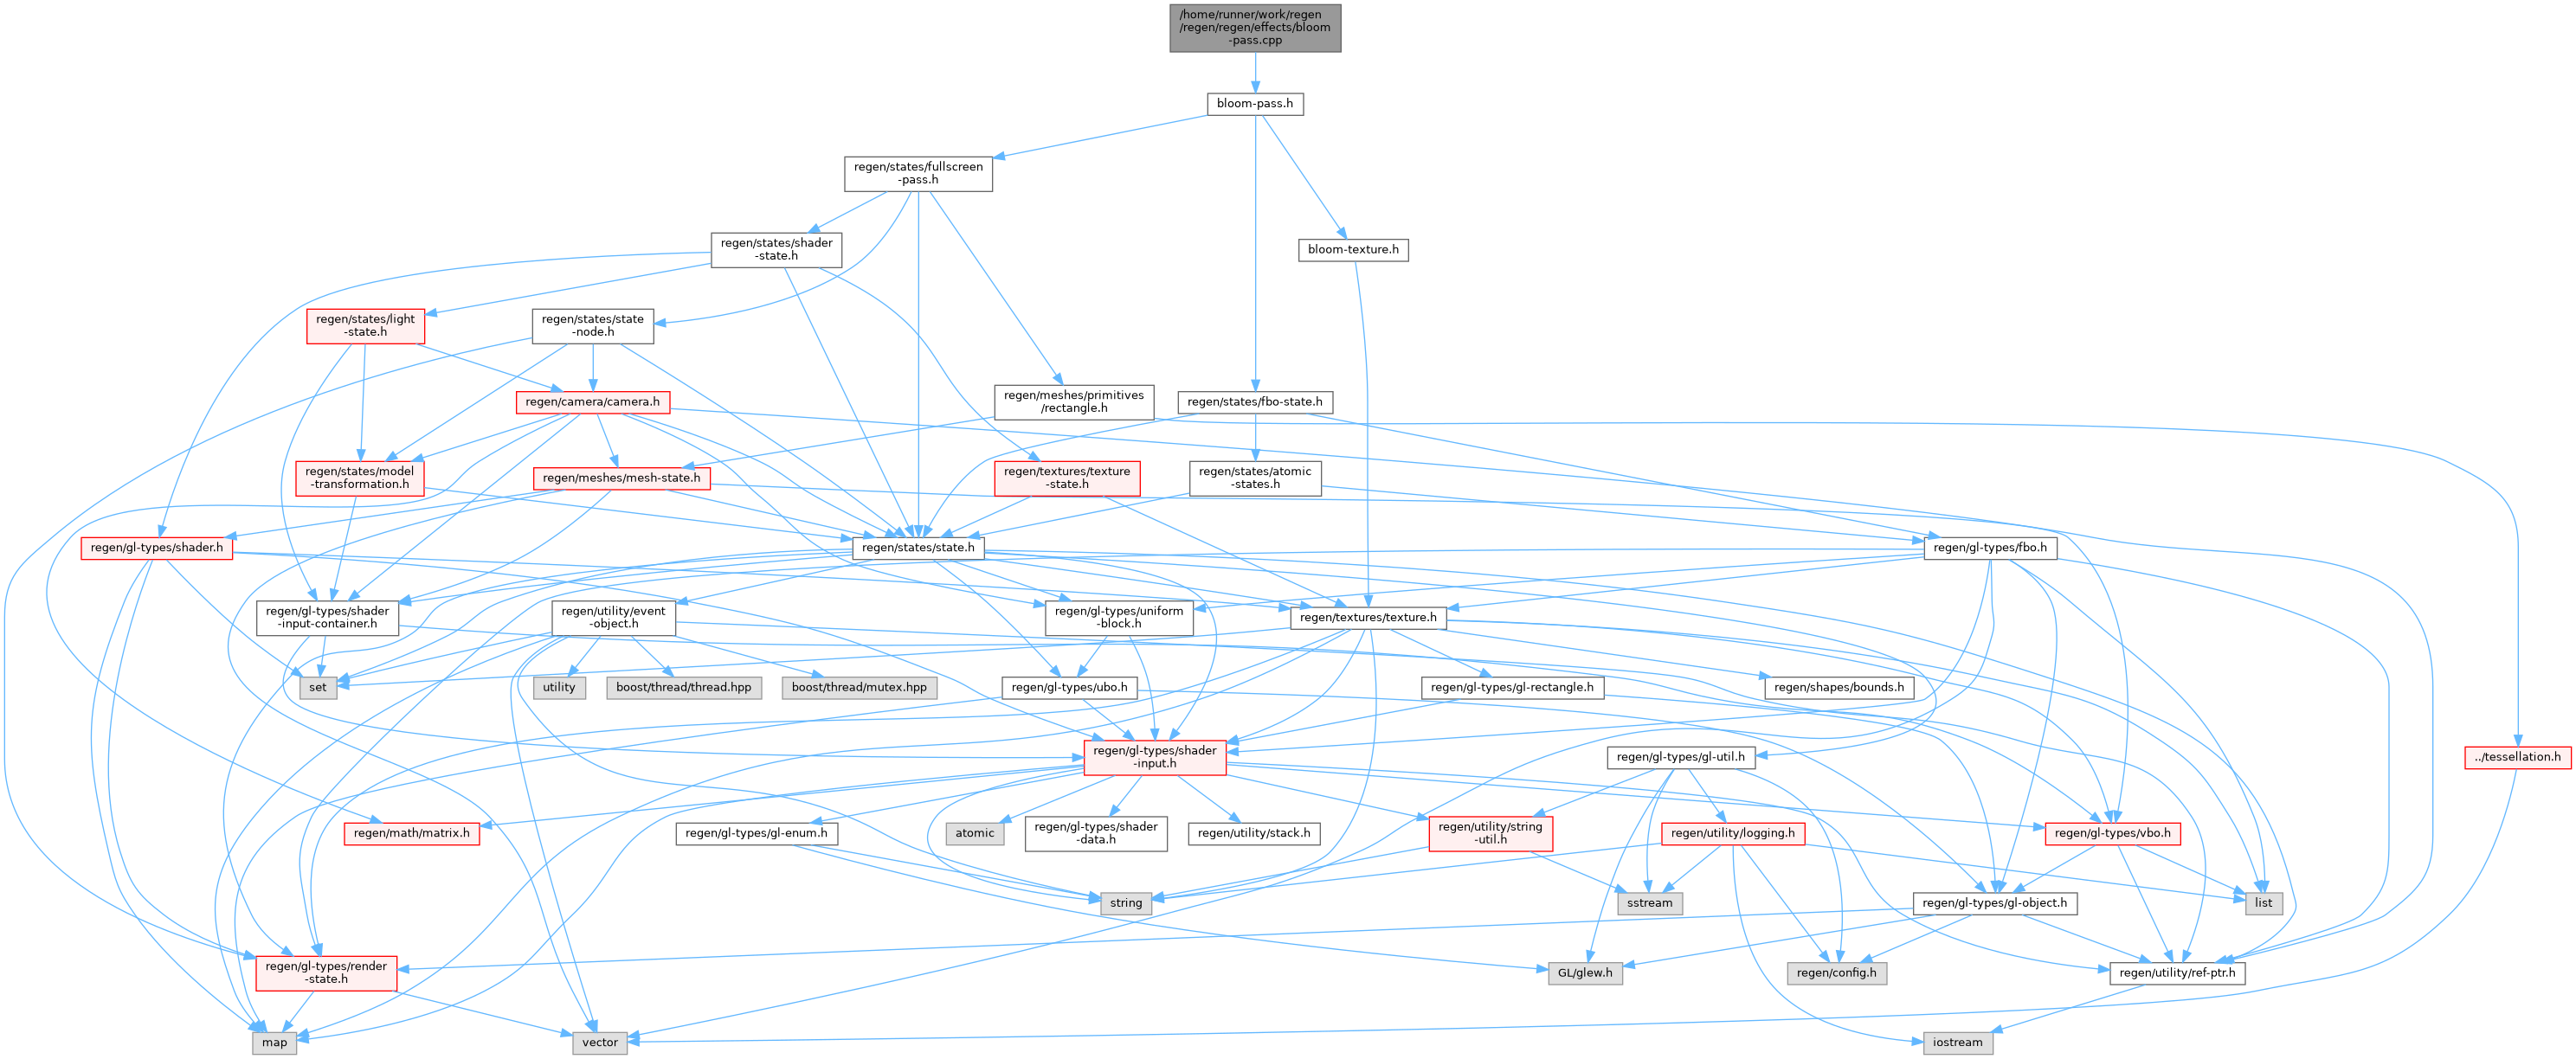 /home/runner/work/regen
/regen/regen/effects/bloom
-pass.cpp
bloom-pass.h
regen/states/fullscreen
-pass.h
regen/states/shader
-state.h
bloom-texture.h
regen/states/light
-state.h
regen/states/state
-node.h
regen/camera/camera.h
regen/meshes/primitives
/rectangle.h
regen/states/fbo-state.h
regen/states/model
-transformation.h
regen/meshes/mesh-state.h
regen/textures/texture
-state.h
regen/states/atomic
-states.h
regen/gl-types/shader.h
regen/states/state.h
regen/gl-types/fbo.h
regen/gl-types/shader
-input-container.h
regen/utility/event
-object.h
regen/gl-types/uniform
-block.h
regen/textures/texture.h
set
utility
boost/thread/thread.hpp
boost/thread/mutex.hpp
regen/gl-types/ubo.h
regen/gl-types/gl-rectangle.h
regen/shapes/bounds.h
regen/gl-types/shader
-input.h
regen/gl-types/gl-util.h
../tessellation.h
regen/math/matrix.h
regen/gl-types/gl-enum.h
atomic
regen/gl-types/shader
-data.h
regen/utility/stack.h
regen/utility/string
-util.h
regen/utility/logging.h
regen/gl-types/vbo.h
string
sstream
regen/gl-types/gl-object.h
list
regen/gl-types/render
-state.h
GL/glew.h
regen/config.h
regen/utility/ref-ptr.h
map
vector
iostream